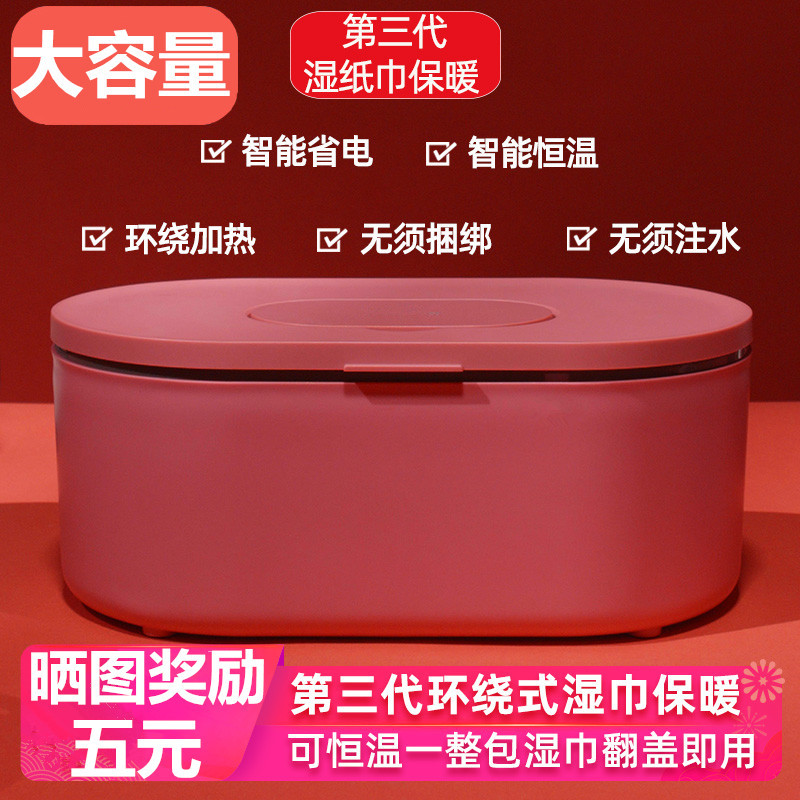 大容量
第三代
湿纸巾保暖
智能省电
智能恒温
环绕加热
无须捆绑
无须注水
晒图奖励
五元
第三代环绕式湿巾保暖
可恒温一整包湿巾翻盖即用